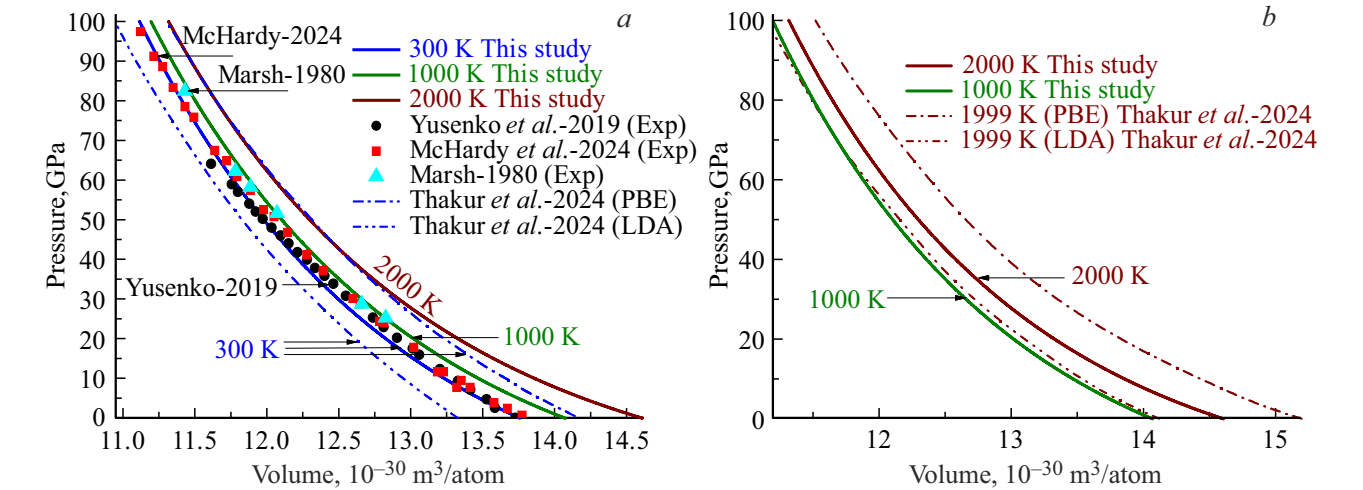 a
100
90
80
70
60
50
40
30
20
10
0
Pressure, GPa
McHardy-2024
Marsh-1980
300 K This study
1000 K This study
2000 K This study
Yusenko et al.-2019 (Exp)
McHardy et al.-2024 (Exp)
Marsh-1980 (Exp)
Thakur et al.-2024 (PBE)
Thakur et al.-2024 (LDA)
2000 K
Yusenko-2019
1000 K
300 K
11.0 11.5 12.0 12.5 13.0 13.5 14.0 14.5
Volume, 10⁻³⁰ m³/atom
b
100
80
60
40
20
0
Pressure, GPa
2000 K This study
1000 K This study
1999 K (PBE) Thakur et al.-2024
1999 K (LDA) Thakur et al.-2024
2000 K
1000 K
12 13 14 15
Volume, 10⁻³⁰ m³/atom